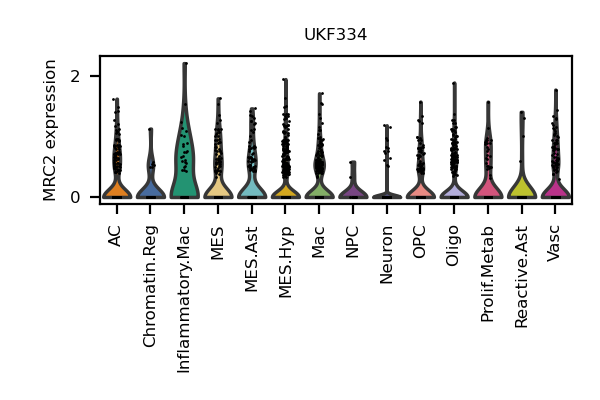 UKF334
MRC2 expression
2
0
AC
Chromatin.Reg
Inflammatory.Mac
MES
MES.Ast
MES.Hyp
Mac
NPC
Neuron
OPC
Oligo
Prolif.Metab
Reactive.Ast
Vasc